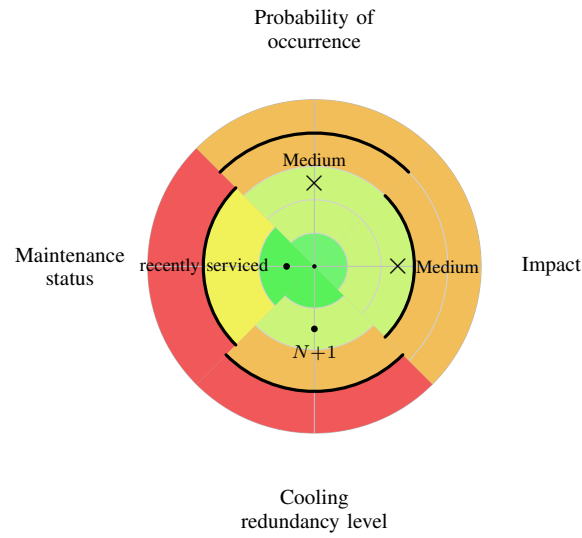 Probability of
occurrence
Medium
Maintenance
status
recently serviced
Medium
Impact
N+1
Cooling
redundancy level